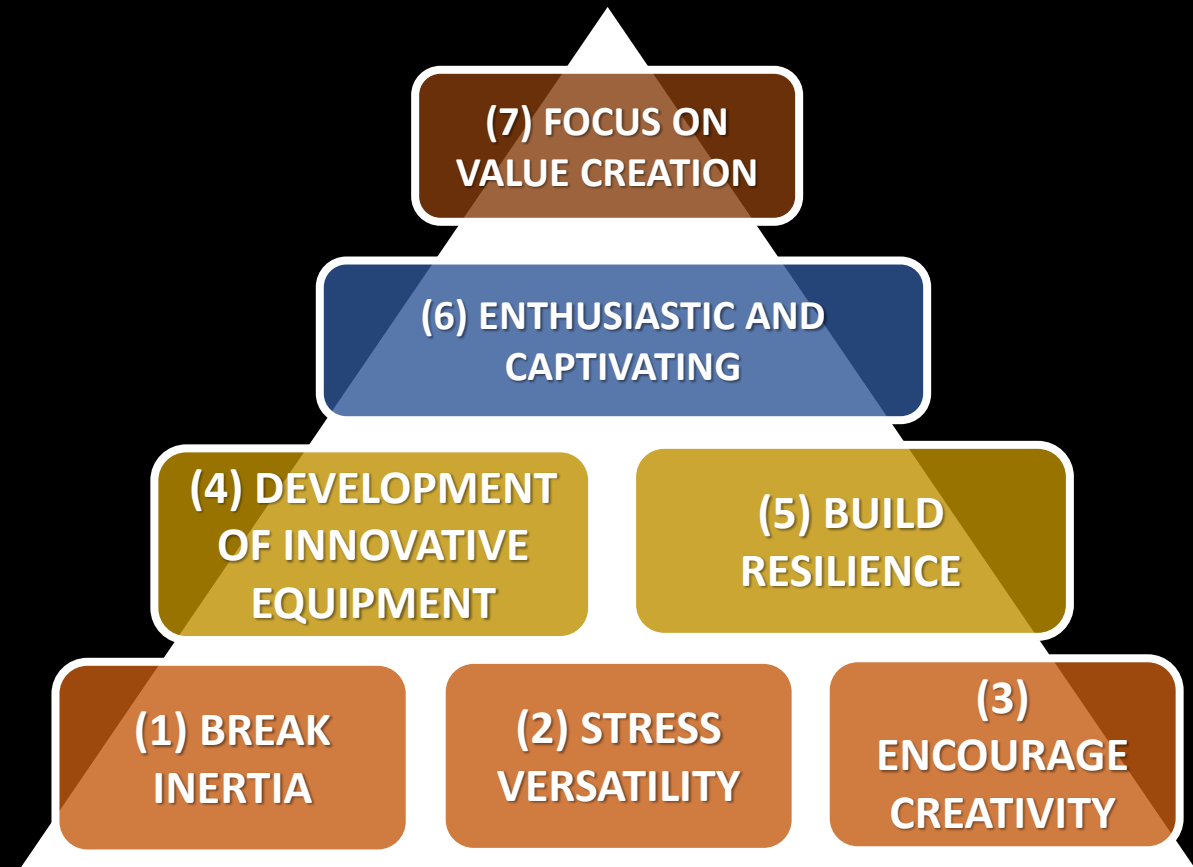 (7) FOCUS ON
VALUE CREATION
(6) ENTHUSIASTIC AND
CAPTIVATING
(4) DEVELOPMENT
OF INNOVATIVE
EQUIPMENT
(5) BUILD
RESILIENCE
(1) BREAK
INERTIA
(2) STRESS
VERSATILITY
(3)
ENCOURAGE
CREATIVITY